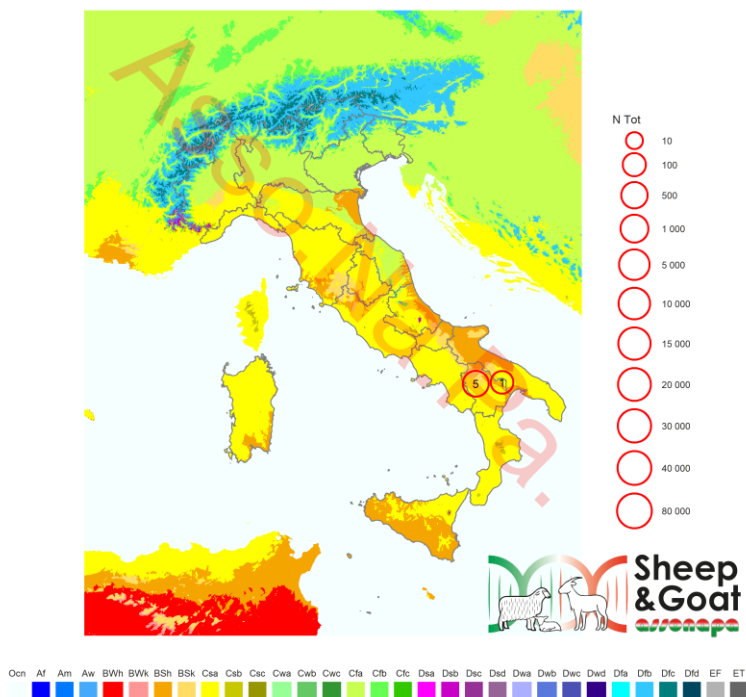 Asso.Na.Pa.
N Tot
10
100
500
1 000
5 000
10 000
15 000
20 000
30 000
40 000
80 000
5 1
Sheep
&Goat
assonapa
Ocn Af Am Aw BWh BWk BSh BSk Csa Csb Csc Cwa Cwb Cwc Cfa Cfb Cfc Dsa Dsb Dsc Dsd Dwa Dwb Dwc Dwd Dfa Dfb Dfc Dfd EF ET